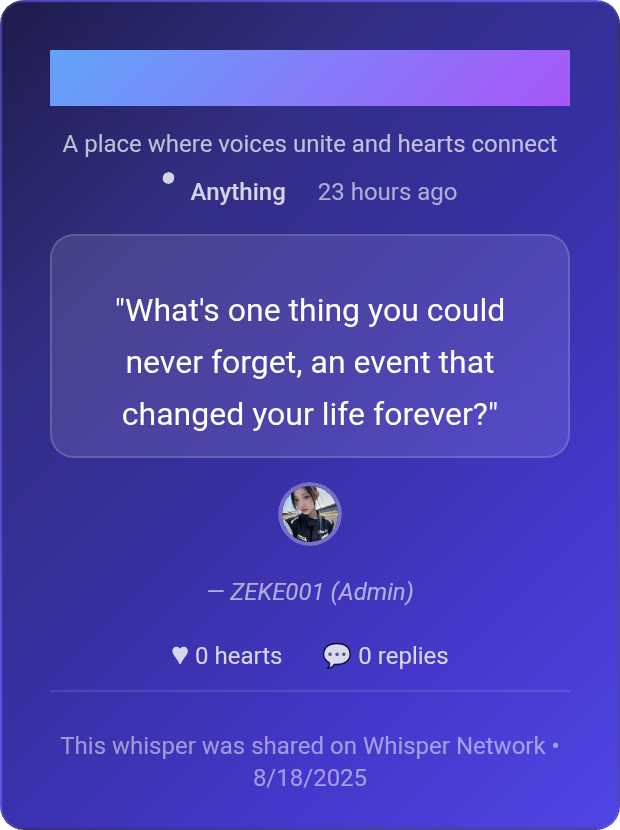 A place where voices unite and hearts connect
Anything 23 hours ago
"What's one thing you could
never forget, an event that
changed your life forever?"
— ZEKE001 (Admin)
♥ 0 hearts 💬 0 replies
This whisper was shared on Whisper Network •
8/18/2025